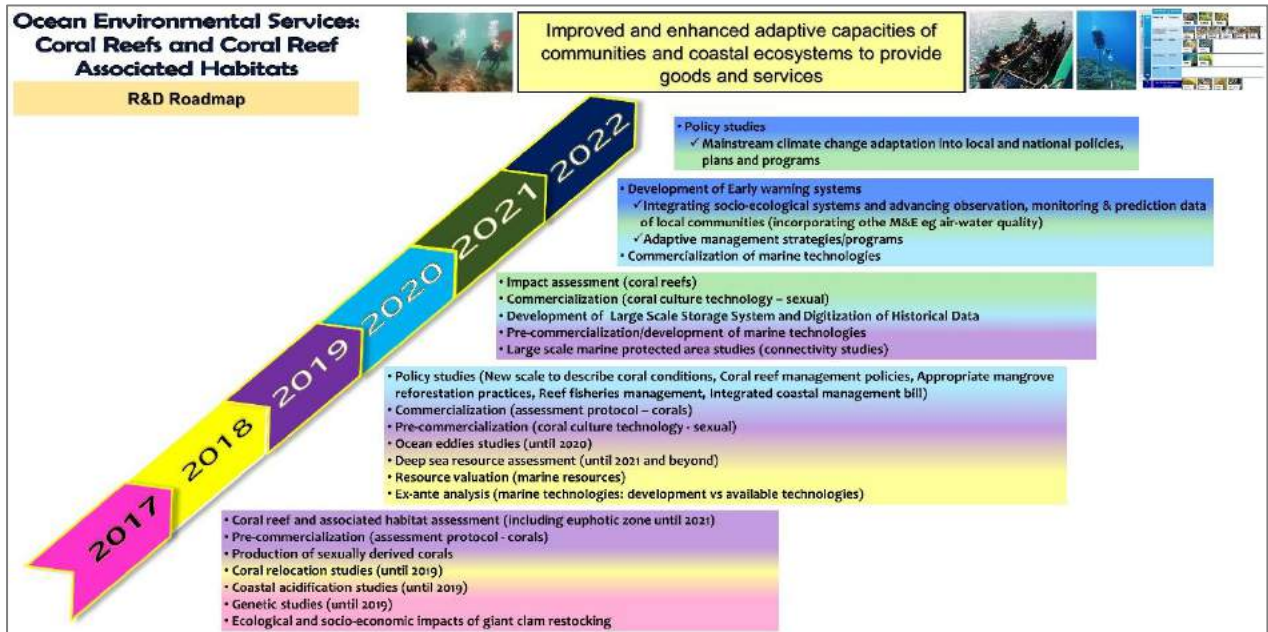 Ocean Environmental Services:
Coral Reefs and Coral Reef
Associated Habitats
R&D Roadmap
Improved and enhanced adaptive capacities of
communities and coastal ecosystems to provide
goods and services
2022
2021
2020
2019
2018
2017
• Policy studies
✓ Mainstream climate change adaptation into local and national policies,
plans and programs
• Development of Early warning systems
✓Integrating socio-ecological systems and advancing observation, monitoring & prediction data
of local communities (incorporating othe M&E eg air-water quality)
✓Adaptive management strategies/programs
• Commercialization of marine technologies
• Impact assessment (coral reefs)
• Commercialization (coral culture technology – sexual)
• Development of Large Scale Storage System and Digitization of Historical Data
• Pre-commercialization/development of marine technologies
• Large scale marine protected area studies (connectivity studies)
• Policy studies (New scale to describe coral conditions, Coral reef management policies, Appropriate mangrove
reforestation practices, Reef fisheries management, Integrated coastal management bill)
• Commercialization (assessment protocol – corals)
• Pre-commercialization (coral culture technology - sexual)
• Ocean eddies studies (until 2020)
• Deep sea resource assessment (until 2021 and beyond)
• Resource valuation (marine resources)
• Ex-ante analysis (marine technologies: development vs available technologies)
• Coral reef and associated habitat assessment (including euphotic zone until 2021)
• Pre-commercialization (assessment protocol - corals)
• Production of sexually derived corals
• Coral relocation studies (until 2019)
• Coastal acidification studies (until 2019)
• Genetic studies (until 2019)
• Ecological and socio-economic impacts of giant clam restocking